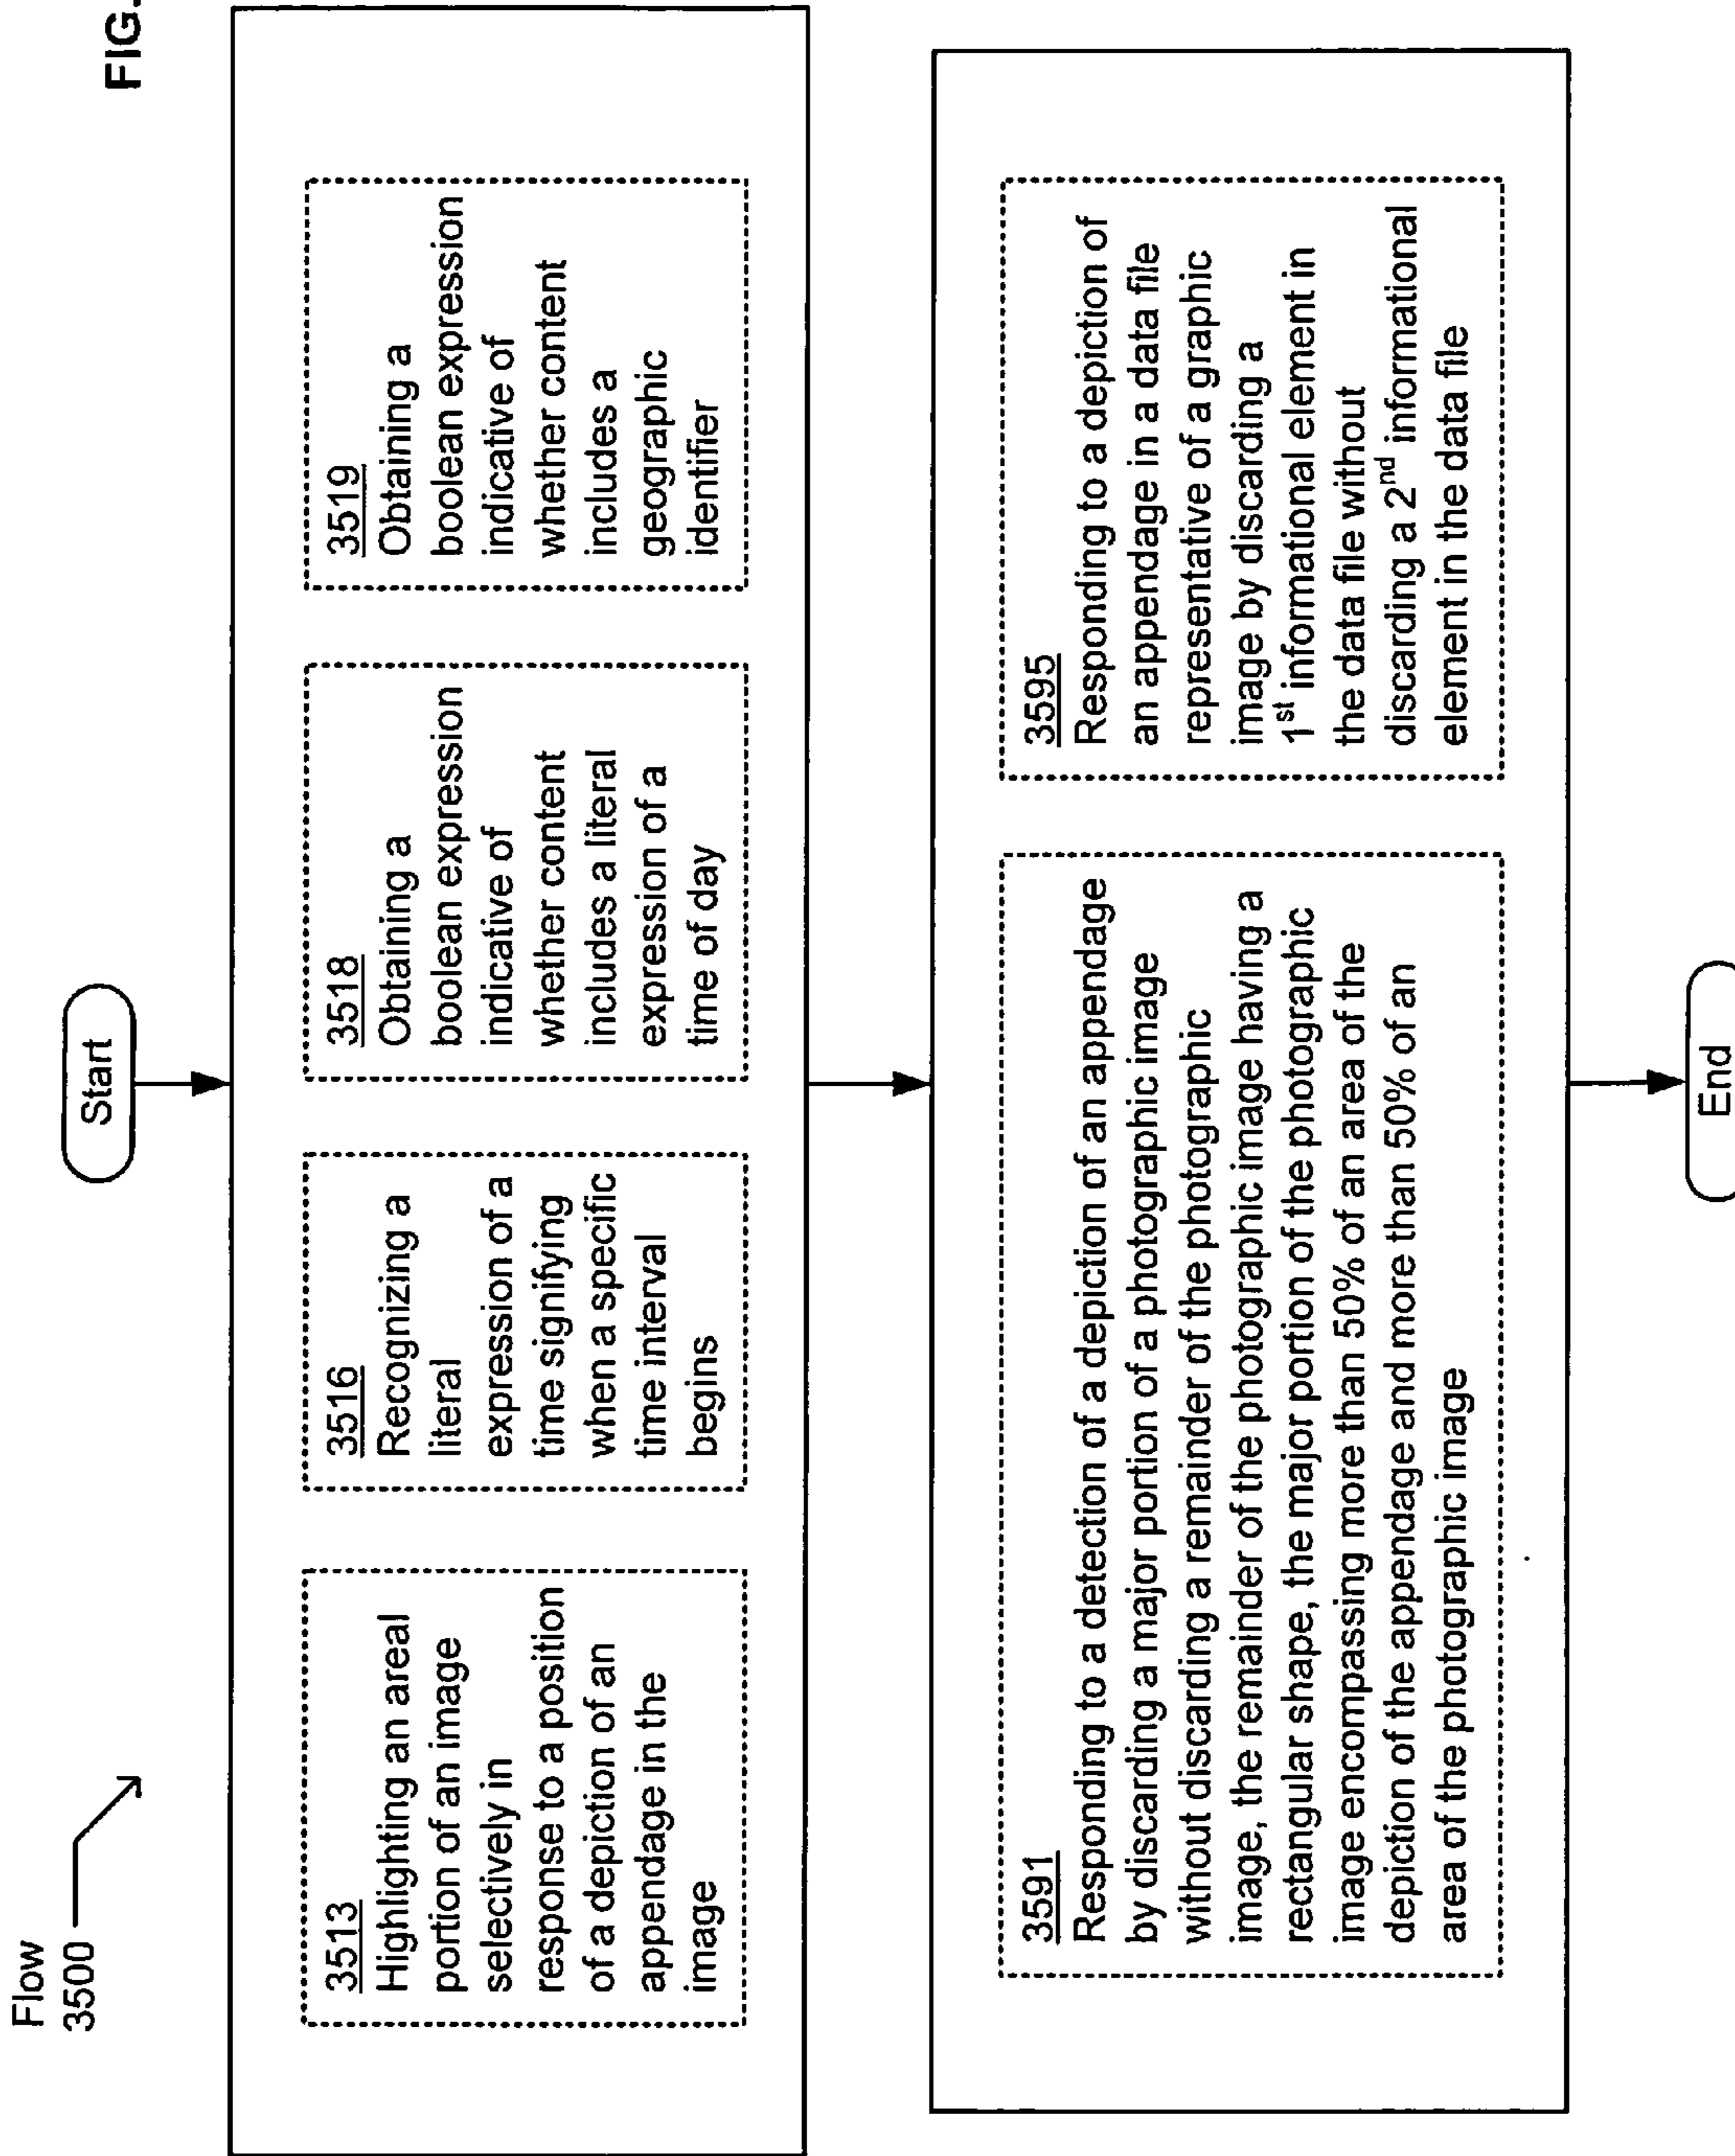 Flow
3500
FIG.
Start
3513
Highlighting an areal
portion of an image
selectively in
response to a position
of a depiction of an
appendage in the
image
3516
Recognizing a
literal
expression of a
time signifying
when a specific
time interval
begins
3518
Obtaining a
boolean expression
indicative of
whether content
includes a literal
expression of a
time of day
3519
Obtaining a
boolean expression
indicative of
whether content
includes a
geographic
identifier
3591
Responding to a detection of a depiction of an appendage
by discarding a major portion of a photographic image
without discarding a remainder of the photographic
image, the remainder of the photographic image having a
rectangular shape, the major portion of the photographic
image encompassing more than 50% of an area of the
depiction of the appendage and more than 50% of an
area of the photographic image
3595
Responding to a depiction of
an appendage in a data file
representative of a graphic
image by discarding a
1st informational element in
the data file without
discarding a 2nd informational
element in the data file
End